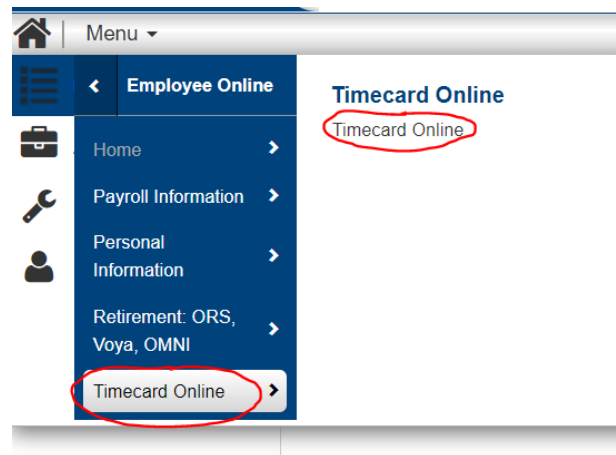 Menu
Employee Online
Home
Payroll Information
Personal
Information
Retirement: ORS,
Voya, OMNI
Timecard Online
Timecard Online
Timecard Online